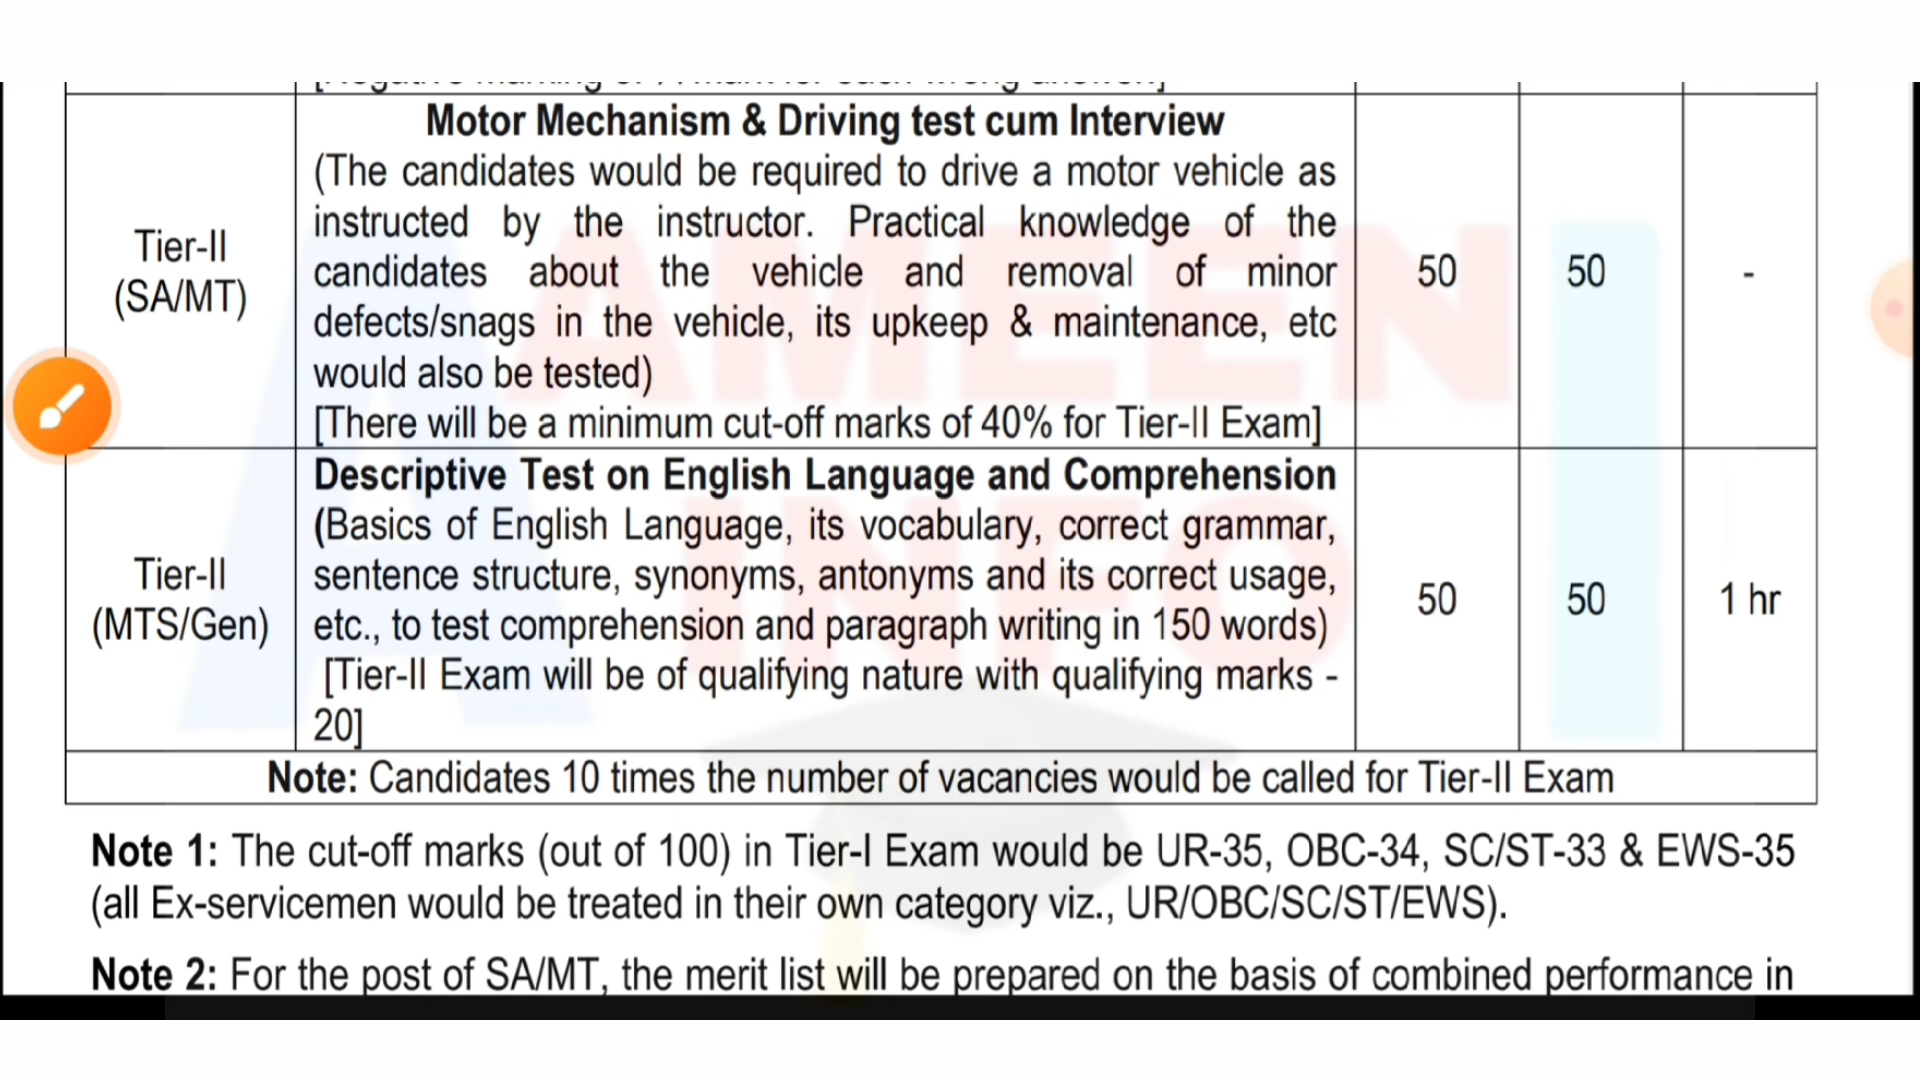 Motor Mechanism & Driving test cum Interview
(The candidates would be required to drive a motor vehicle as
instructed by the instructor. Practical knowledge of the
Tier-II
(SA/MT)
candidates about the vehicle and removal of minor
50 50 -
defects/snags in the vehicle, its upkeep & maintenance, etc
would also be tested)
[There will be a minimum cut-off marks of 40% for Tier-II Exam]
Descriptive Test on English Language and Comprehension
(Basics of English Language, its vocabulary, correct grammar,
Tier-II
(MTS/Gen)
sentence structure, synonyms, antonyms and its correct usage,
50 50 1 hr
etc., to test comprehension and paragraph writing in 150 words)
[Tier-II Exam will be of qualifying nature with qualifying marks -
20]
Note: Candidates 10 times the number of vacancies would be called for Tier-II Exam
Note 1: The cut-off marks (out of 100) in Tier-I Exam would be UR-35, OBC-34, SC/ST-33 & EWS-35
(all Ex-servicemen would be treated in their own category viz., UR/OBC/SC/ST/EWS).
Note 2: For the post of SA/MT, the merit list will be prepared on the basis of combined performance in
AMEEN
INFO